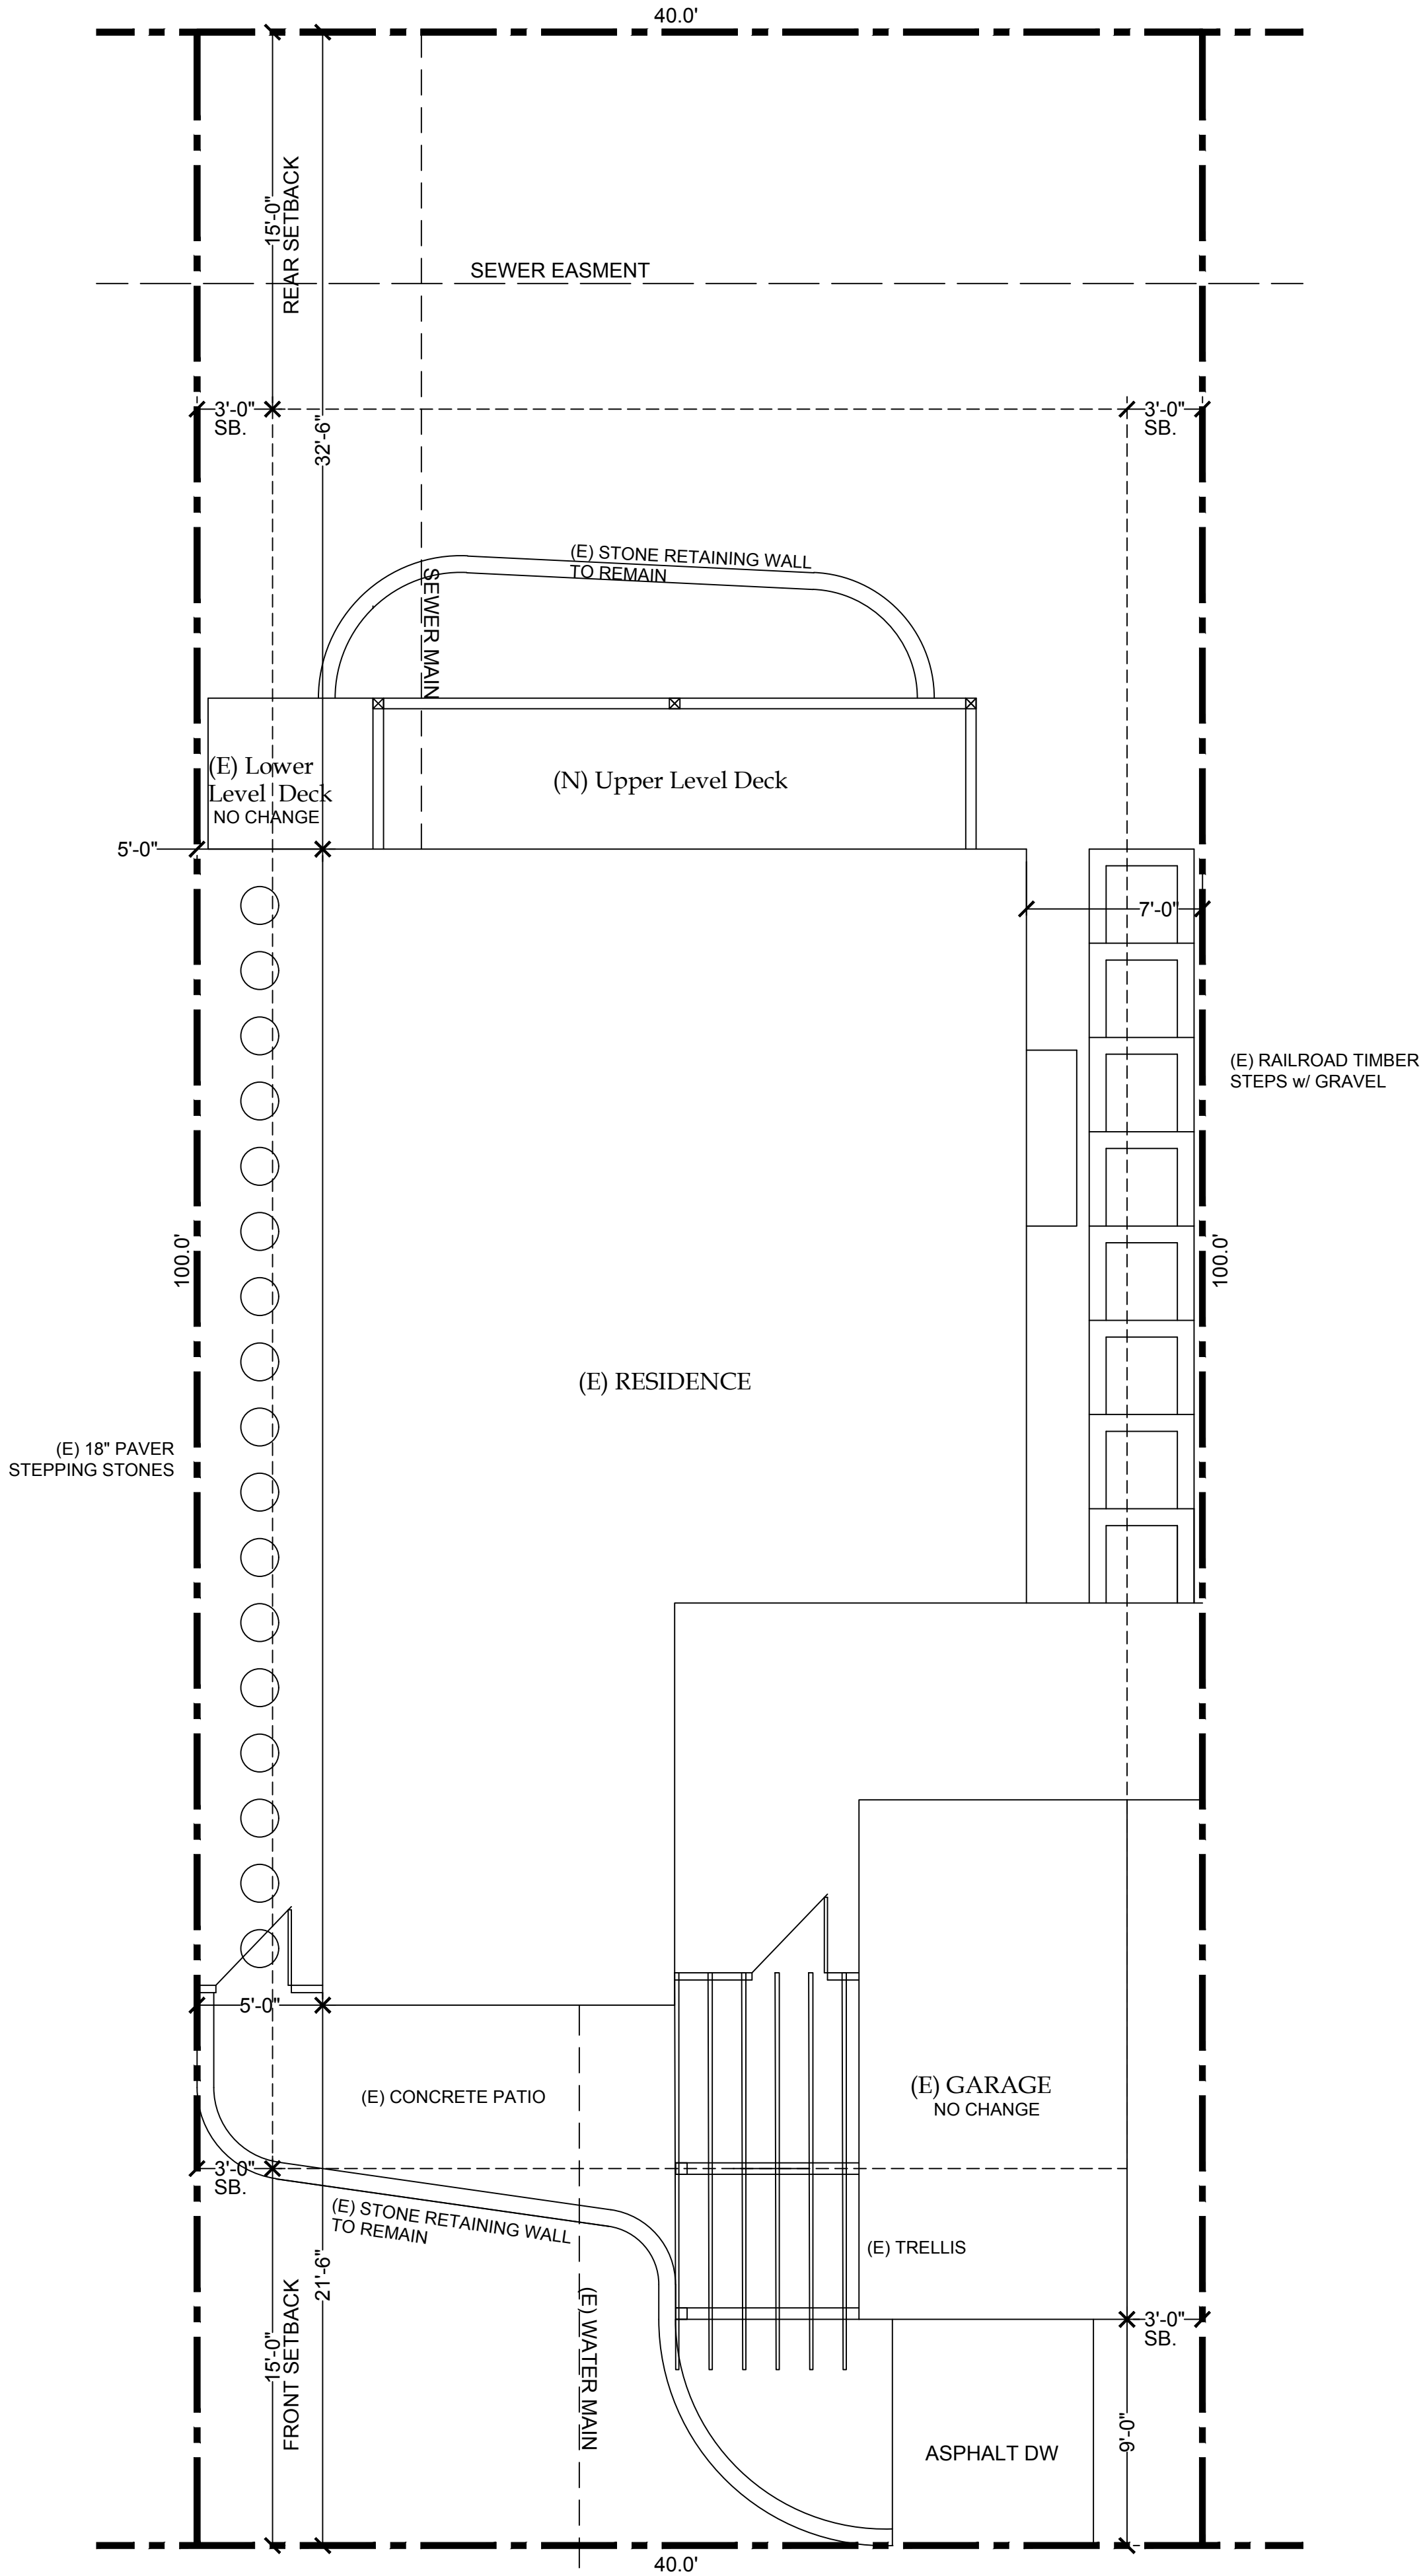 40.0'
15'-0"
REAR SETBACK
SEWER EASMENT
3'-0"
SB.
3'-0"
SB.
32'-6"
(E) STONE RETAINING WALL
TO REMAIN
SEWER MAIN
(E) Lower
Level Deck
NO CHANGE
(N) Upper Level Deck
5'-0"
7'-0"
(E) RAILROAD TIMBER
STEPS w/ GRAVEL
100.0'
100.0'
(E) RESIDENCE
(E) 18" PAVER
STEPPING STONES
5'-0"
(E) CONCRETE PATIO
(E) GARAGE
NO CHANGE
3'-0"
SB.
(E) STONE RETAINING WALL
TO REMAIN
(E) TRELLIS
21'-6"
15'-0"
FRONT SETBACK
(E) WATER MAIN
3'-0"
SB.
9'-0"
ASPHALT DW
40.0'